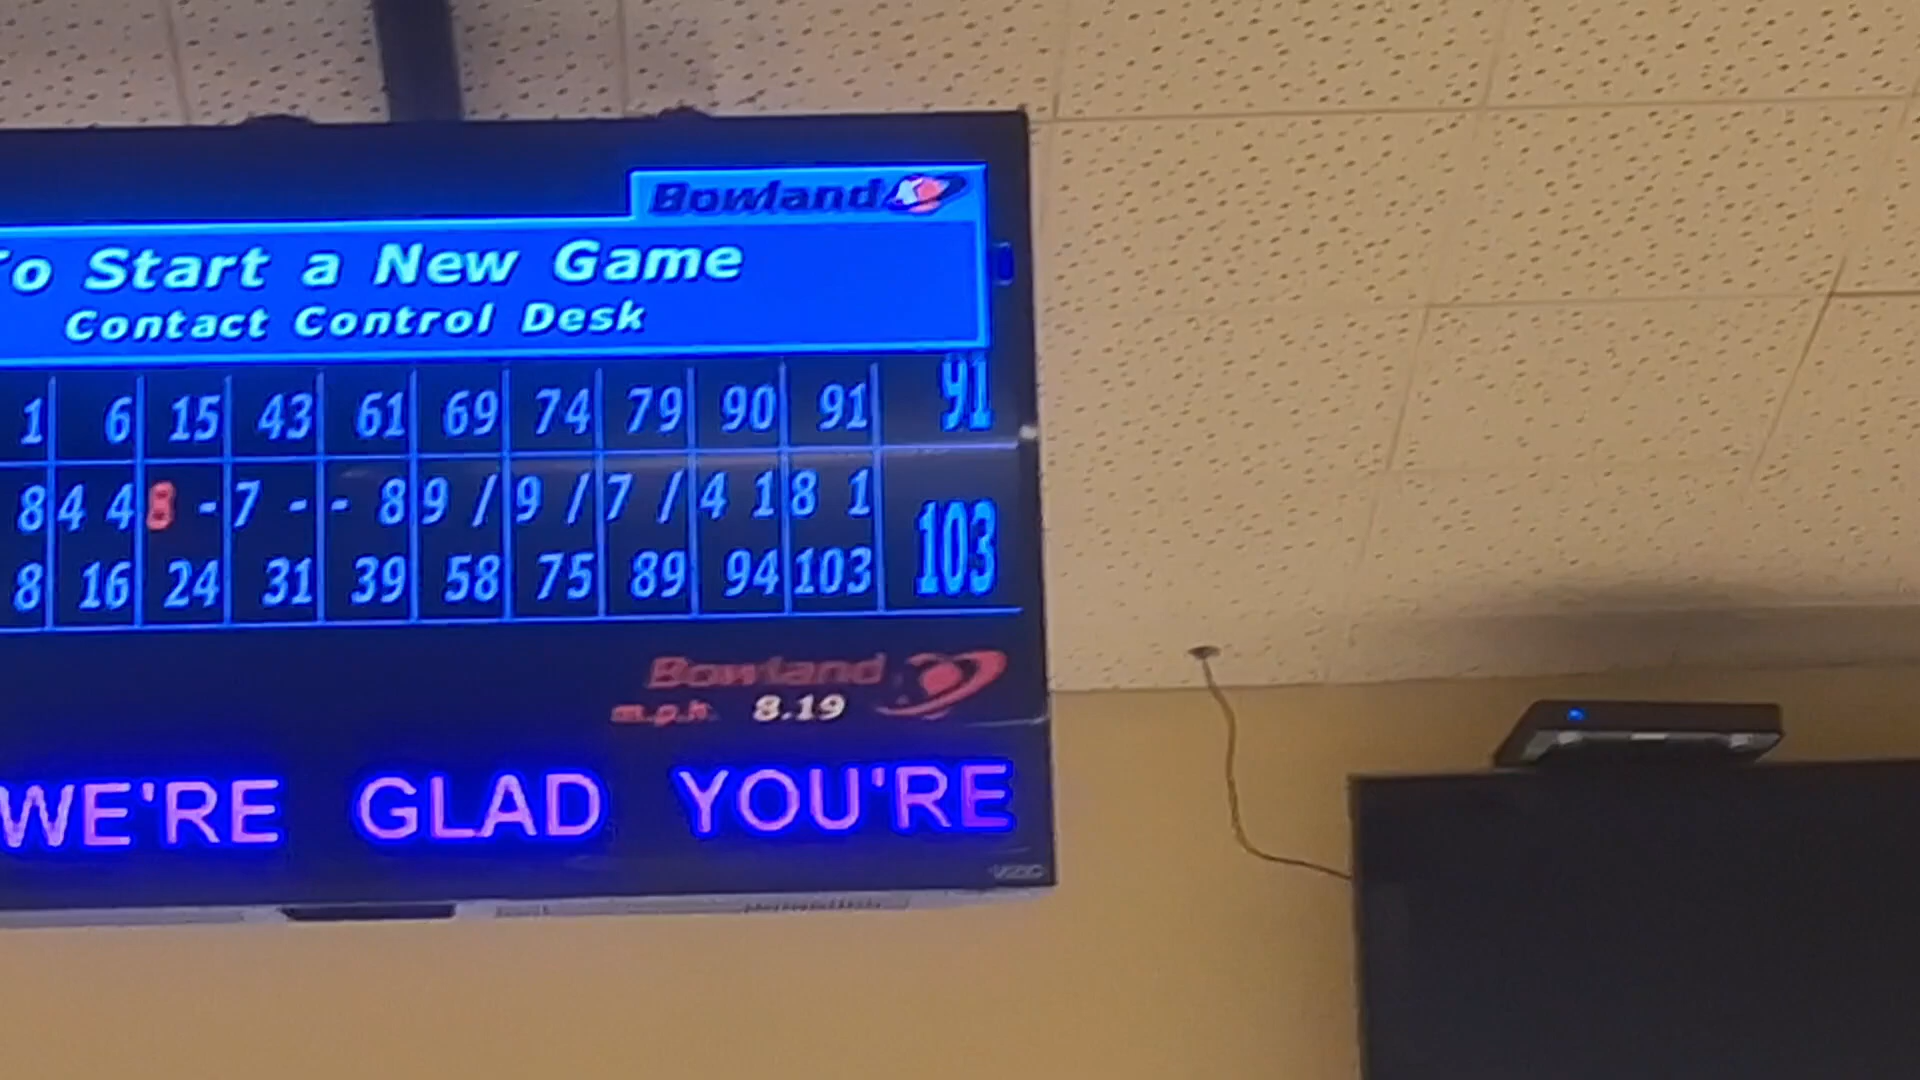 Bowland
To Start a New Game
Contact Control Desk
1 6 15 43 61 69 74 79 90 91 91
8 4 4 8 - 7 - - 8 9 / 9 / 7 / 4 1 8 1
8 16 24 31 39 58 75 89 94 103 103
Bowland
m.p.h. 8.19
WE'RE GLAD YOU'RE
VIZIO